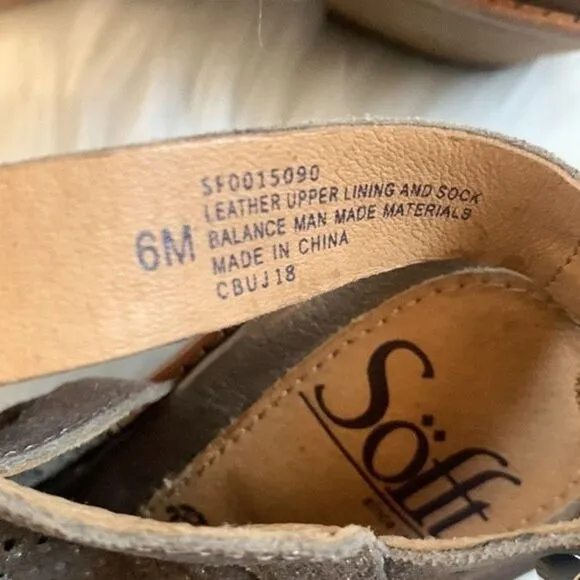 SF0015090
LEATHER UPPER LINING AND SOCK
6M BALANCE MAN MADE MATERIALS
MADE IN CHINA
CBUJ18
Söfft